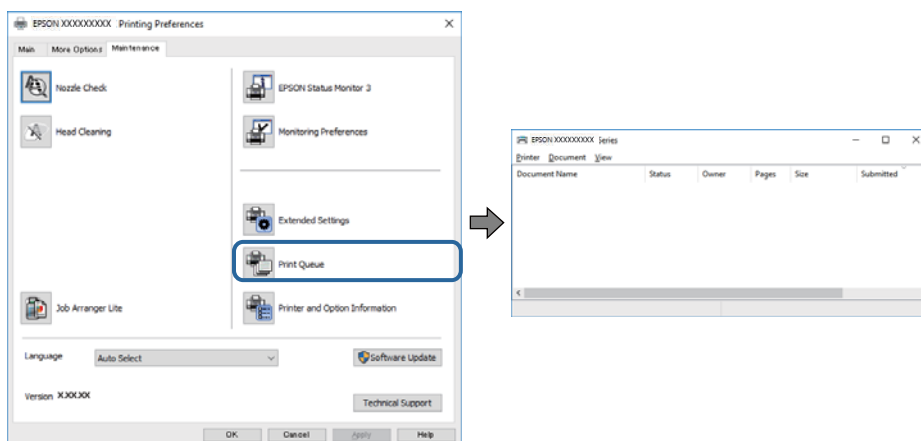 EPSON XXXXXXXXX Printing Preferences
Main More Options Maintenance
Nozzle Check
EPSON Status Monitor 3
Head Cleaning
Monitoring Preferences
Extended Settings
Print Queue
Job Arranger Lite
Printer and Option Information
Language Auto Select Software Update
Version X.XX.XX
Technical Support
OK Cancel Apply Help
EPSON XXXXXXXXX Series
Printer Document View
Document Name Status Owner Pages Size Submitted